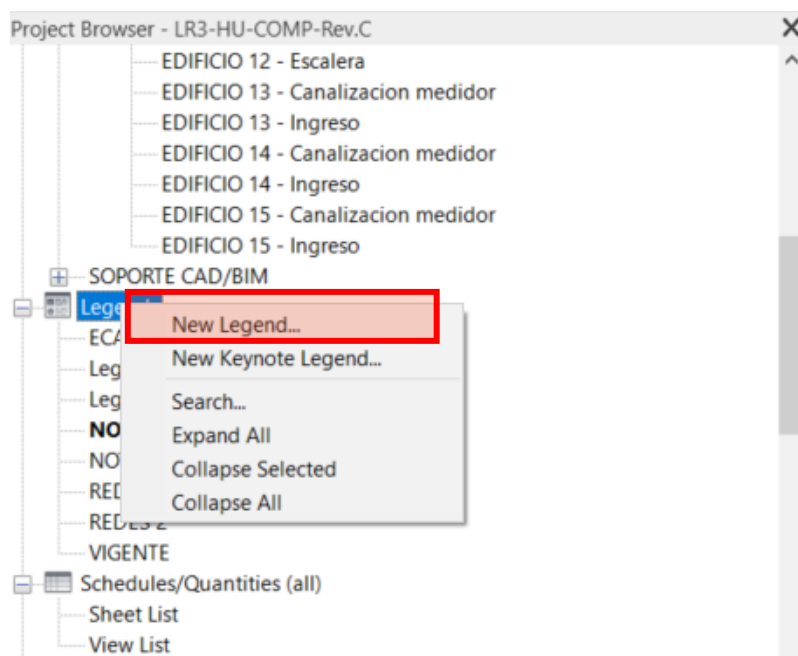 Project Browser - LR3-HU-COMP-Rev.C
EDIFICIO 12 - Escalera
EDIFICIO 13 - Canalizacion medidor
EDIFICIO 13 - Ingreso
EDIFICIO 14 - Canalizacion medidor
EDIFICIO 14 - Ingreso
EDIFICIO 15 - Canalizacion medidor
EDIFICIO 15 - Ingreso
SOPORTE CAD/BIM
New Legend...
New Keynote Legend...
Search...
Expand All
Collapse Selected
Collapse All
REDES 2
VIGENTE
Schedules/Quantities (all)
Sheet List
View List